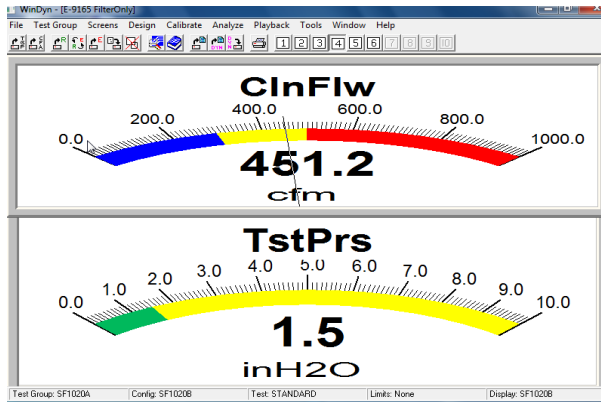 WinDyn - [E-9165 FilterOnly]
File Test Group Screens Design Calibrate Analyze Playback Tools Window Help
1 2 3 4 5 6 7 8 9 10
ClnFlw
0.0 200.0 400.0 600.0 800.0 1000.0
451.2
cfm
TstPrs
0.0 1.0 2.0 3.0 4.0 5.0 6.0 7.0 8.0 9.0 10.0
1.5
inH2O
Test Group: SF1020A Config: SF1020B Test: STANDARD Limits: None Display: SF1020B